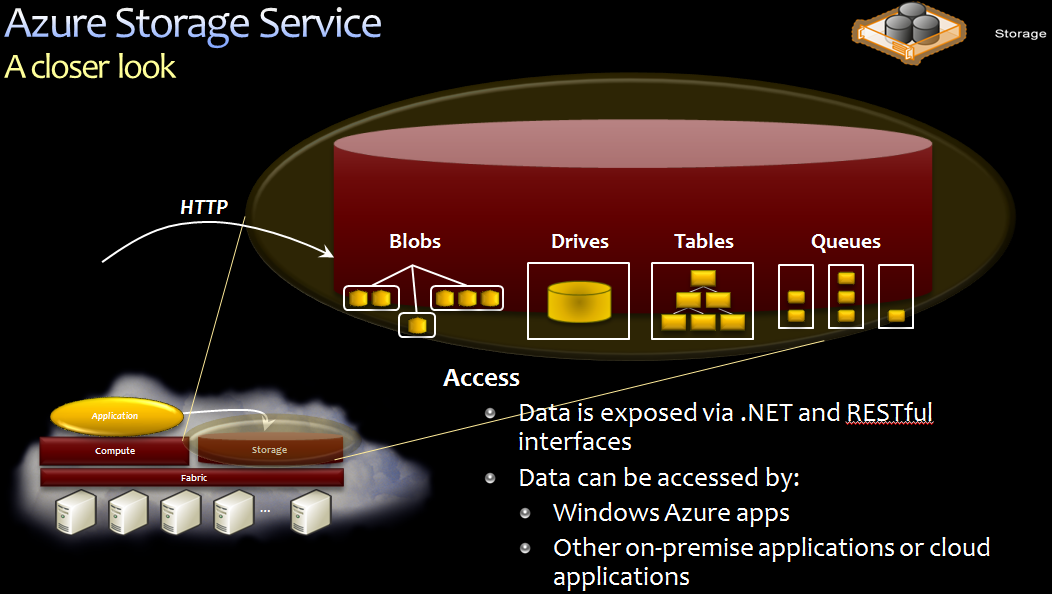 Azure Storage Service
A closer look
Storage
HTTP
Blobs
Drives
Tables
Queues
Application
Compute
Storage
Fabric
...
Access
Data is exposed via .NET and RESTful
interfaces
Data can be accessed by:
Windows Azure apps
Other on-premise applications or cloud
applications